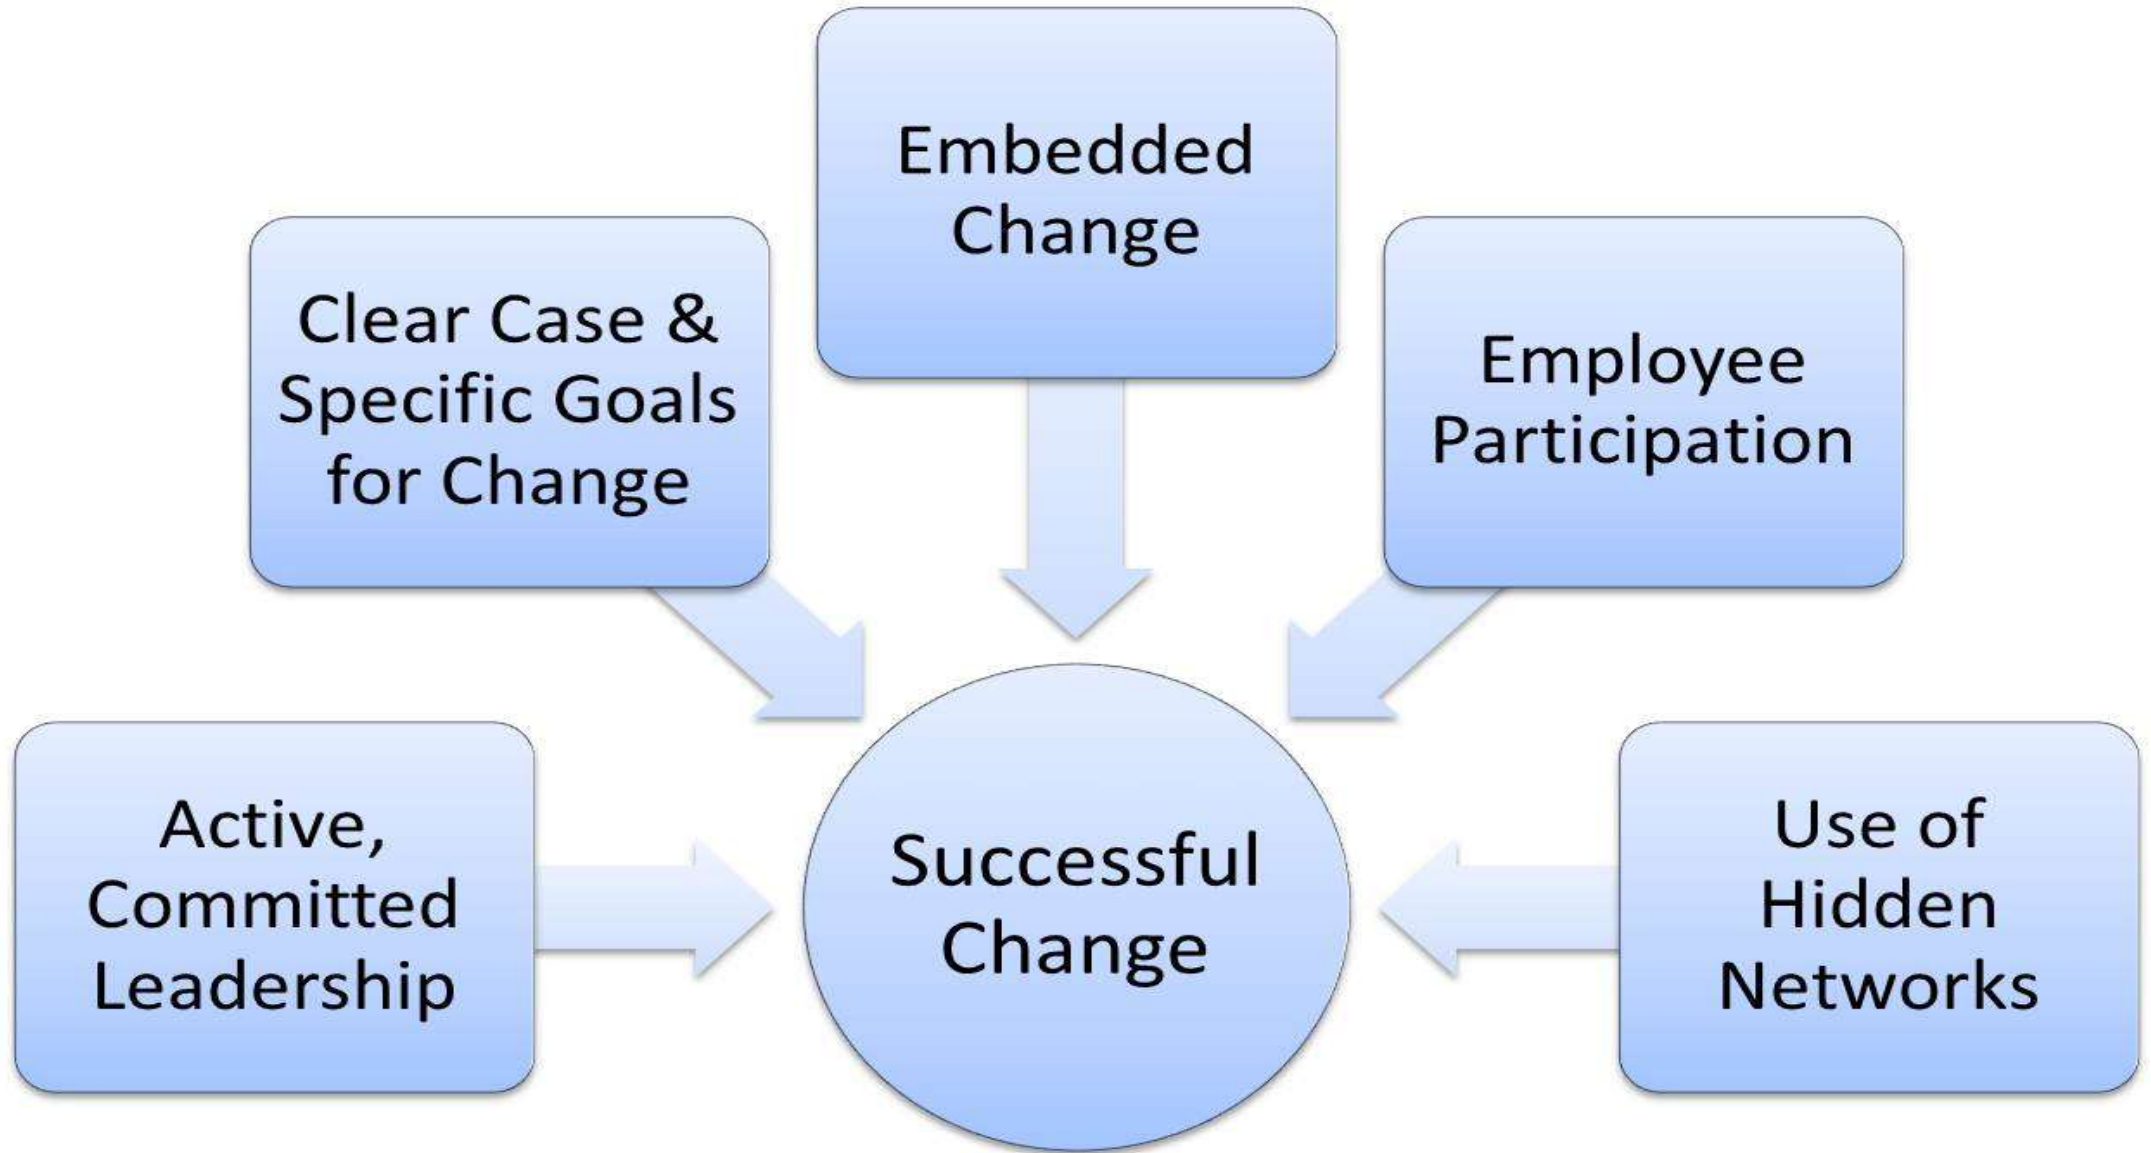 Embedded
Change
Clear Case &
Specific Goals
for Change
Employee
Participation
Active,
Committed
Leadership
Successful
Change
Use of
Hidden
Networks